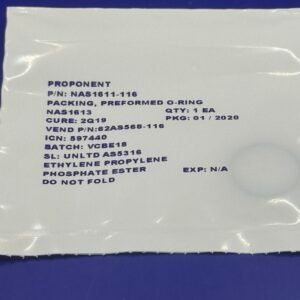 PROPONENT
P/N: NAS1611-116
PACKING, PREFORMED O-RING
NAS1613 QTY: 1 EA
CURE: 2Q19 PKG: 01 / 2020
VEND P/N:62AS568-116
ICN: 597440
BATCH: VCBE18
SL: UNLTD AS5316
ETHYLENE PROPYLENE
PHOSPHATE ESTER EXP: N/A
DO NOT FOLD